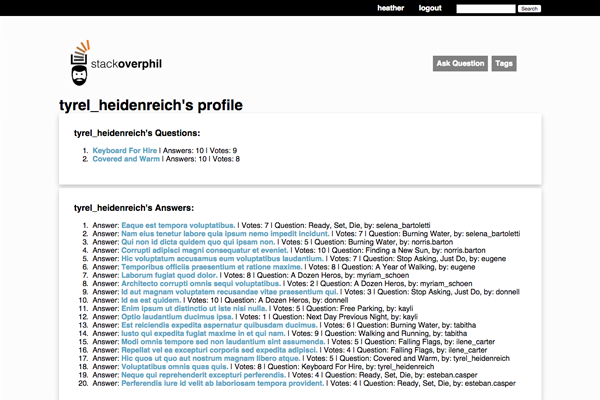 heather logout Search
stackoverphil
Ask Question Tags
tyrel_heidenreich's profile
tyrel_heidenreich's Questions:
1. Keyboard For Hire | Answers: 10 | Votes: 9
2. Covered and Warm | Answers: 10 | Votes: 8
tyrel_heidenreich's Answers:
1. Answer: Eaque est tempora voluptatibus. | Votes: 7 | Question: Ready, Set, Die, by: selena_bartoletti
2. Answer: Nam eius tenetur labore quia ipsum nemo impedit incidunt. | Votes: 7 | Question: Burning Water, by: selena_bartoletti
3. Answer: Qui non id dicta quidem quo qui ipsam non. | Votes: 5 | Question: Burning Water, by: norris.barton
4. Answer: Corrupti adipisci magni consequatur et eveniet. | Votes: 10 | Question: Finding a New Sun, by: norris.barton
5. Answer: Hic voluptatum accusamus eum voluptatibus laudantium. | Votes: 7 | Question: Stop Asking, Just Do, by: eugene
6. Answer: Temporibus officiis praesentium et ratione maxime. | Votes: 8 | Question: A Year of Walking, by: eugene
7. Answer: Laborum fugiat quod dolor. | Votes: 8 | Question: A Dozen Heros, by: myriam_schoen
8. Answer: Architecto corrupti omnis sequi voluptatibus. | Votes: 2 | Question: A Dozen Heros, by: myriam_schoen
9. Answer: Id aut magnam voluptatem recusandae vitae praesentium qui. | Votes: 3 | Question: Stop Asking, Just Do, by: donnell
10. Answer: Id ea est quidem. | Votes: 10 | Question: A Dozen Heros, by: donnell
11. Answer: Enim ipsum ut distinctio ut iste nisi nulla. | Votes: 5 | Question: Free Parking, by: kayli
12. Answer: Optio laudantium ducimus ipsa. | Votes: 1 | Question: Next Day Previous Night, by: kayli
13. Answer: Est reiciendis expedita aspernatur quibusdam ducimus. | Votes: 6 | Question: Burning Water, by: tabitha
14. Answer: Iusto qui expedita fugiat maxime in et qui nam. | Votes: 9 | Question: Walking and Running, by: tabitha
15. Answer: Modi omnis tempore sed non laudantium sint assumenda. | Votes: 5 | Question: Falling Flags, by: ilene_carter
16. Answer: Repellat vel ea excepturi corporis sed expedita adipisci. | Votes: 4 | Question: Falling Flags, by: ilene_carter
17. Answer: Hic quos ut quo aut nostrum magnam libero atque. | Votes: 5 | Question: Covered and Warm, by: tyrel_heidenreich
18. Answer: Voluptatibus omnis quas quis. | Votes: 8 | Question: Keyboard For Hire, by: tyrel_heidenreich
19. Answer: Neque qui reprehenderit excepturi perferendis. | Votes: 4 | Question: Ready, Set, Die, by: esteban.casper
20. Answer: Perferendis iure id velit ab laboriosam tempora provident. | Votes: 4 | Question: Ready, Set, Die, by: esteban.casper